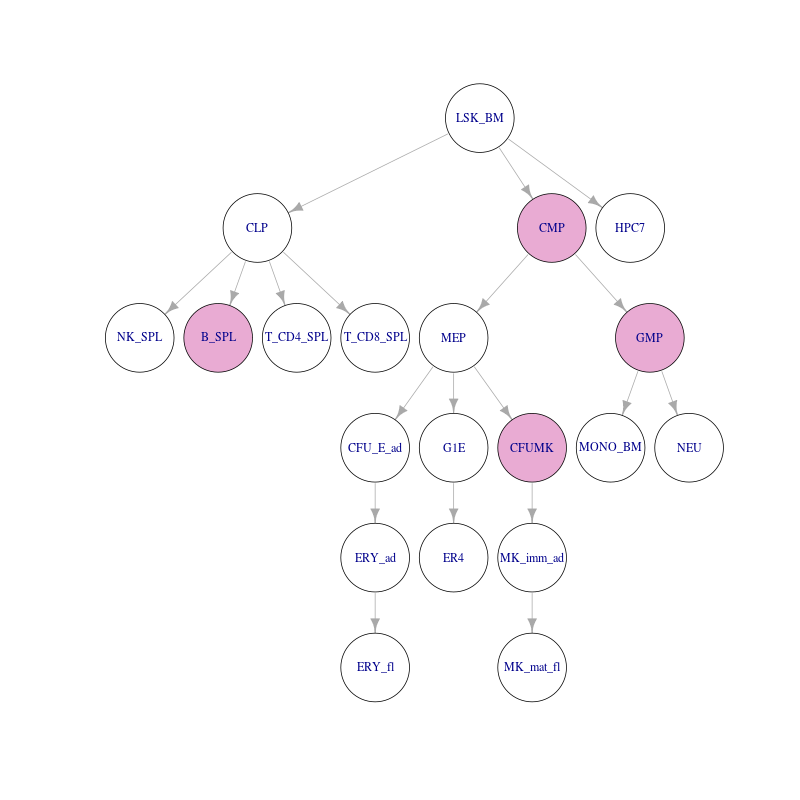 LSK_BM
CLP
CMP
HPC7
NK_SPL
B_SPL
T_CD4_SPL
T_CD8_SPL
MEP
GMP
CFU_E_ad
G1E
CFUMK
MONO_BM
NEU
ERY_ad
ER4
MK_imm_ad
ERY_fl
MK_mat_fl